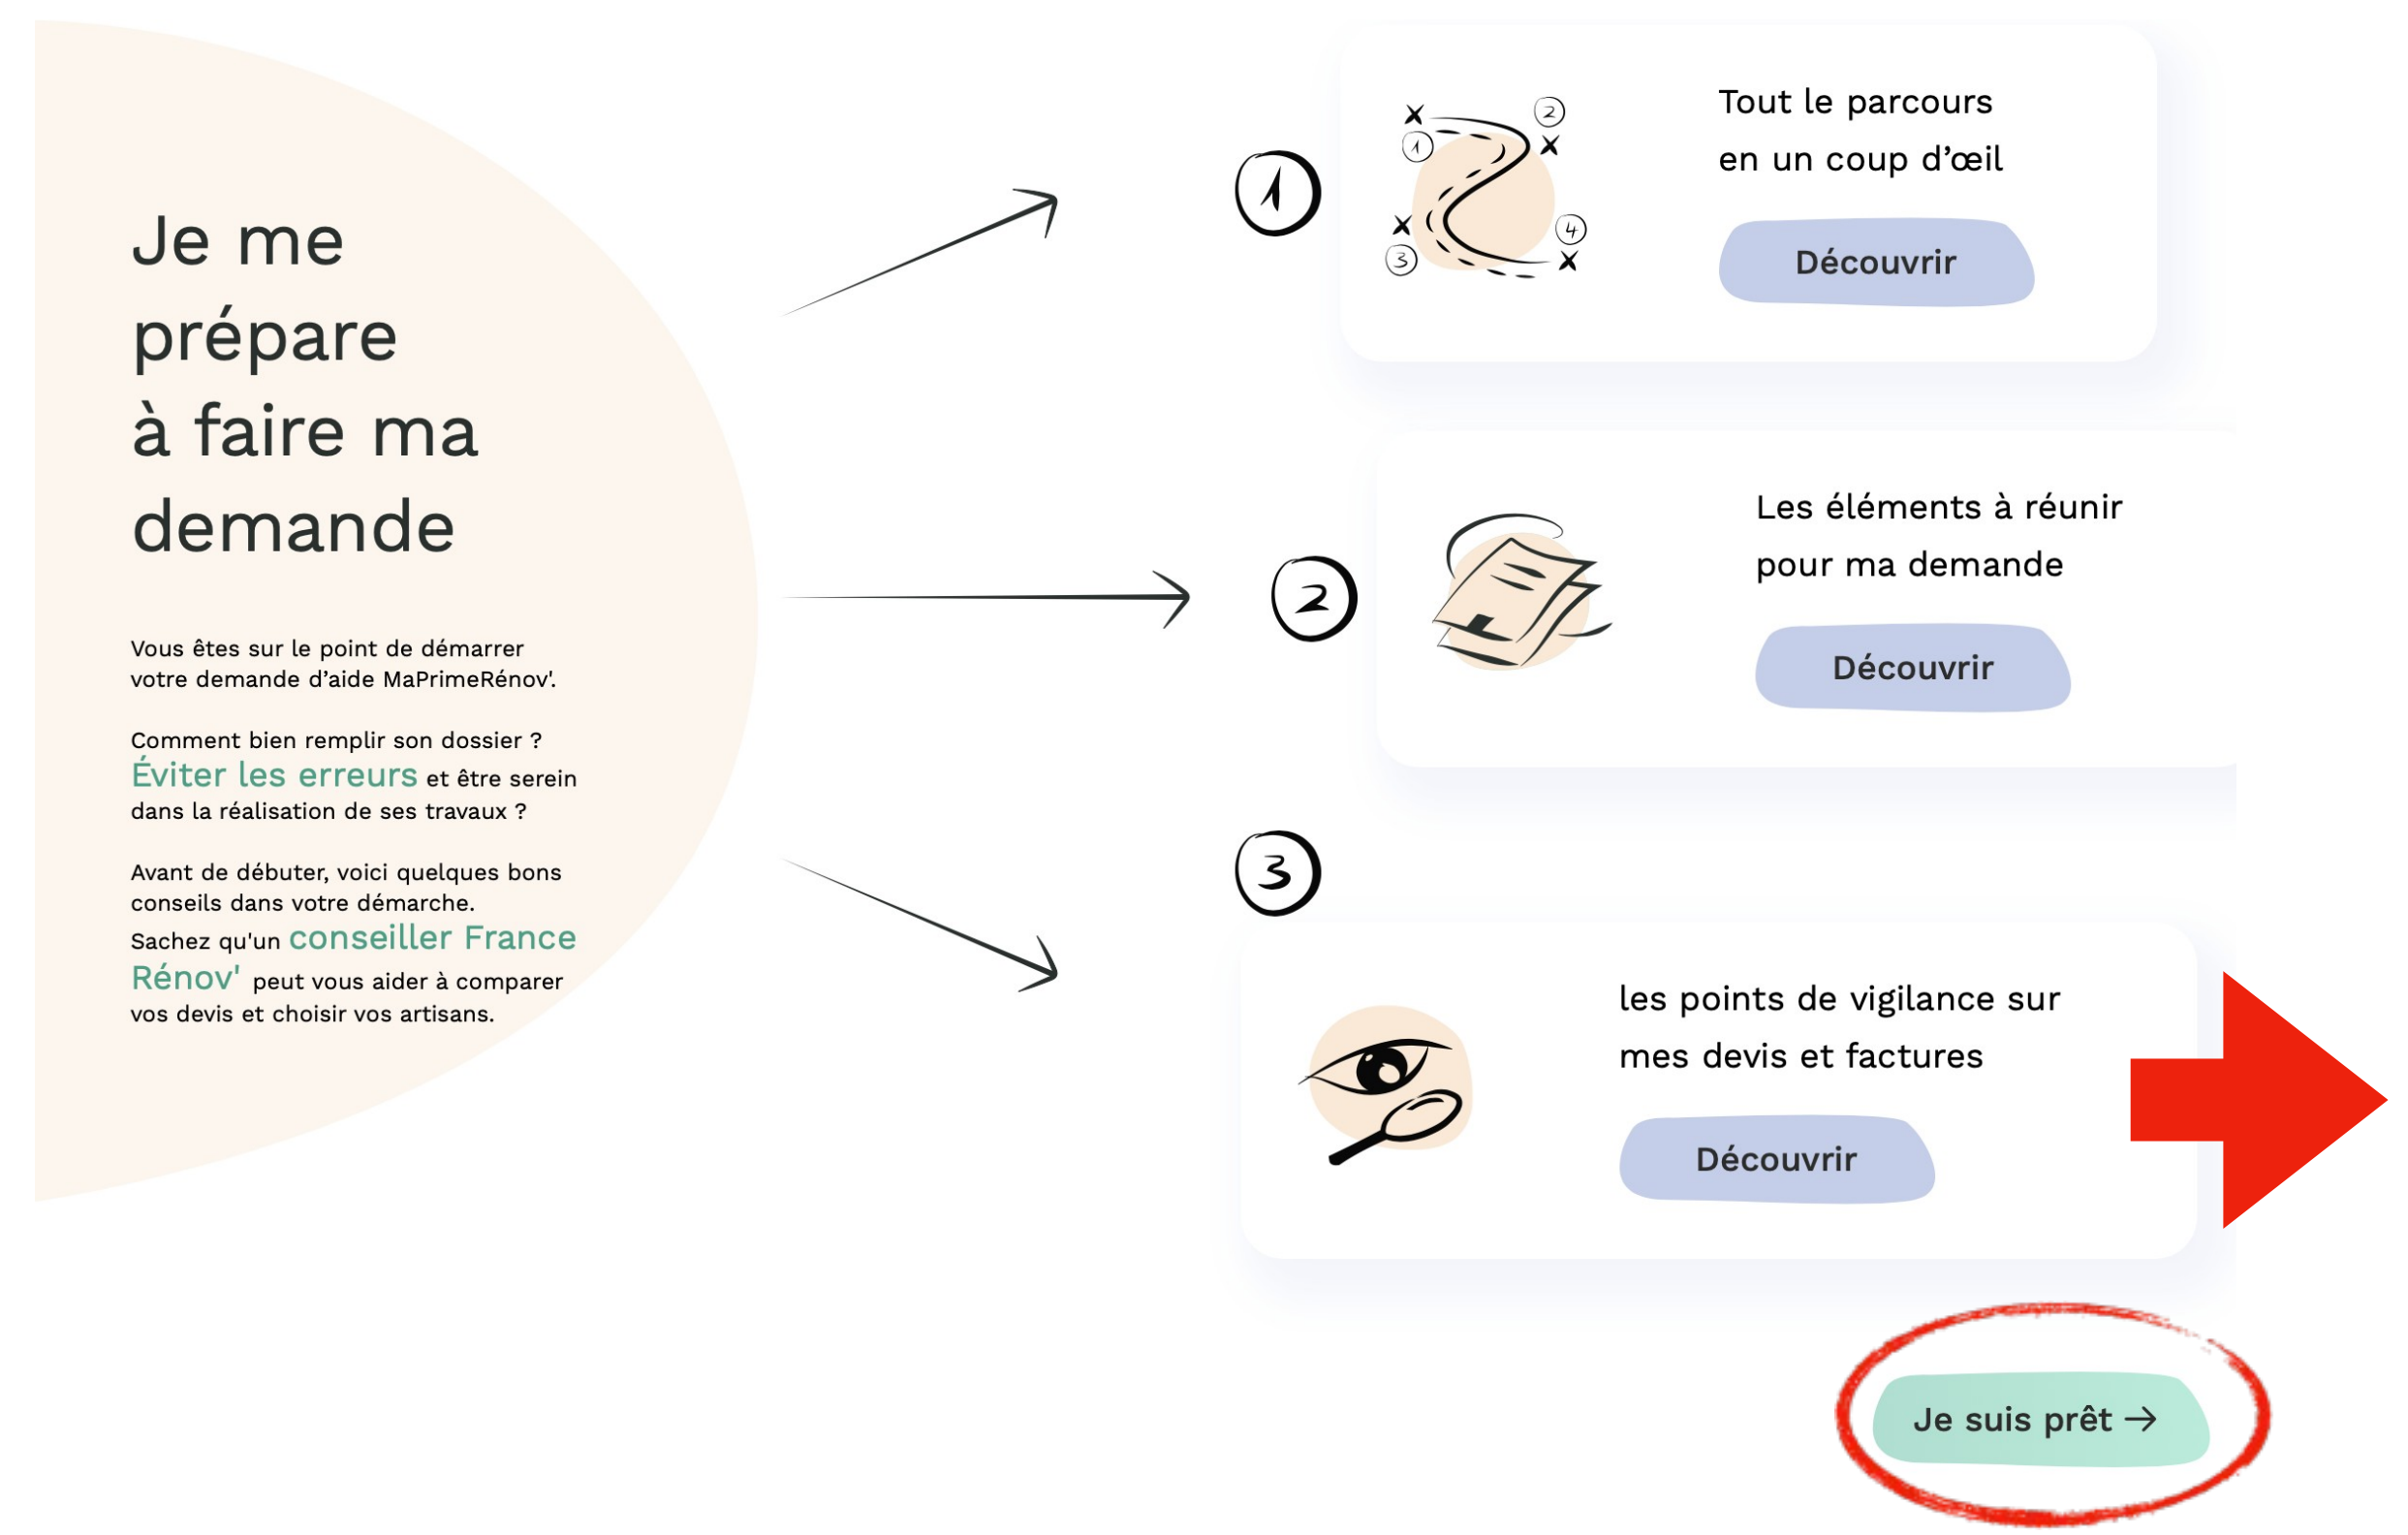 Je me
prépare
à faire ma
demande
Vous êtes sur le point de démarrer
votre demande d’aide MaPrimeRénov'.
Comment bien remplir son dossier ?
Éviter les erreurs et être serein
dans la réalisation de ses travaux ?
Avant de débuter, voici quelques bons
conseils dans votre démarche.
Sachez qu'un conseiller France
Rénov' peut vous aider à comparer
vos devis et choisir vos artisans.
1
1
2
3
4
Tout le parcours
en un coup d’œil
Découvrir
2
Les éléments à réunir
pour ma demande
Découvrir
3
les points de vigilance sur
mes devis et factures
Découvrir
Je suis prêt →